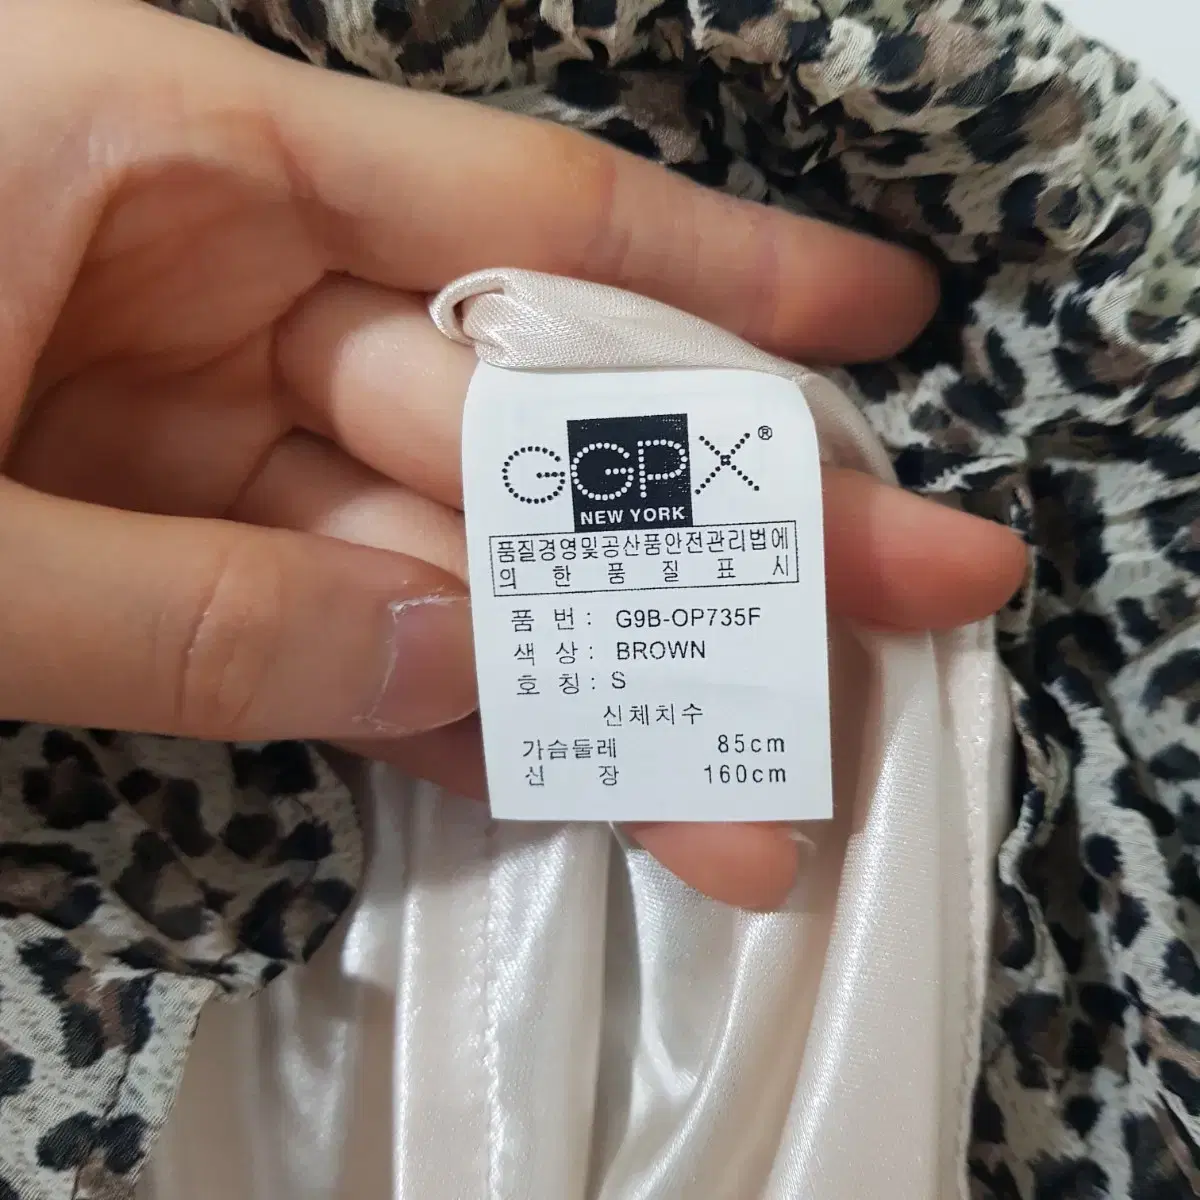 GGPX®
NEW YORK
품질경영및공산품안전관리법에
의 한 품 질 표 시
품 번 : G9B-OP735F
색 상 : BROWN
호 칭 : S
신체치수
가슴둘레 85cm
신 장 160cm